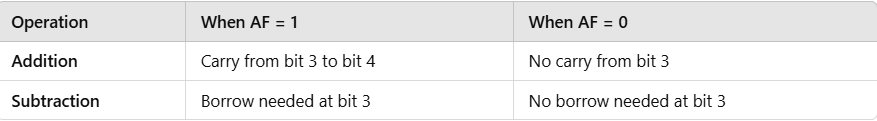 Operation When AF = 1 When AF = 0
Addition Carry from bit 3 to bit 4 No carry from bit 3
Subtraction Borrow needed at bit 3 No borrow needed at bit 3